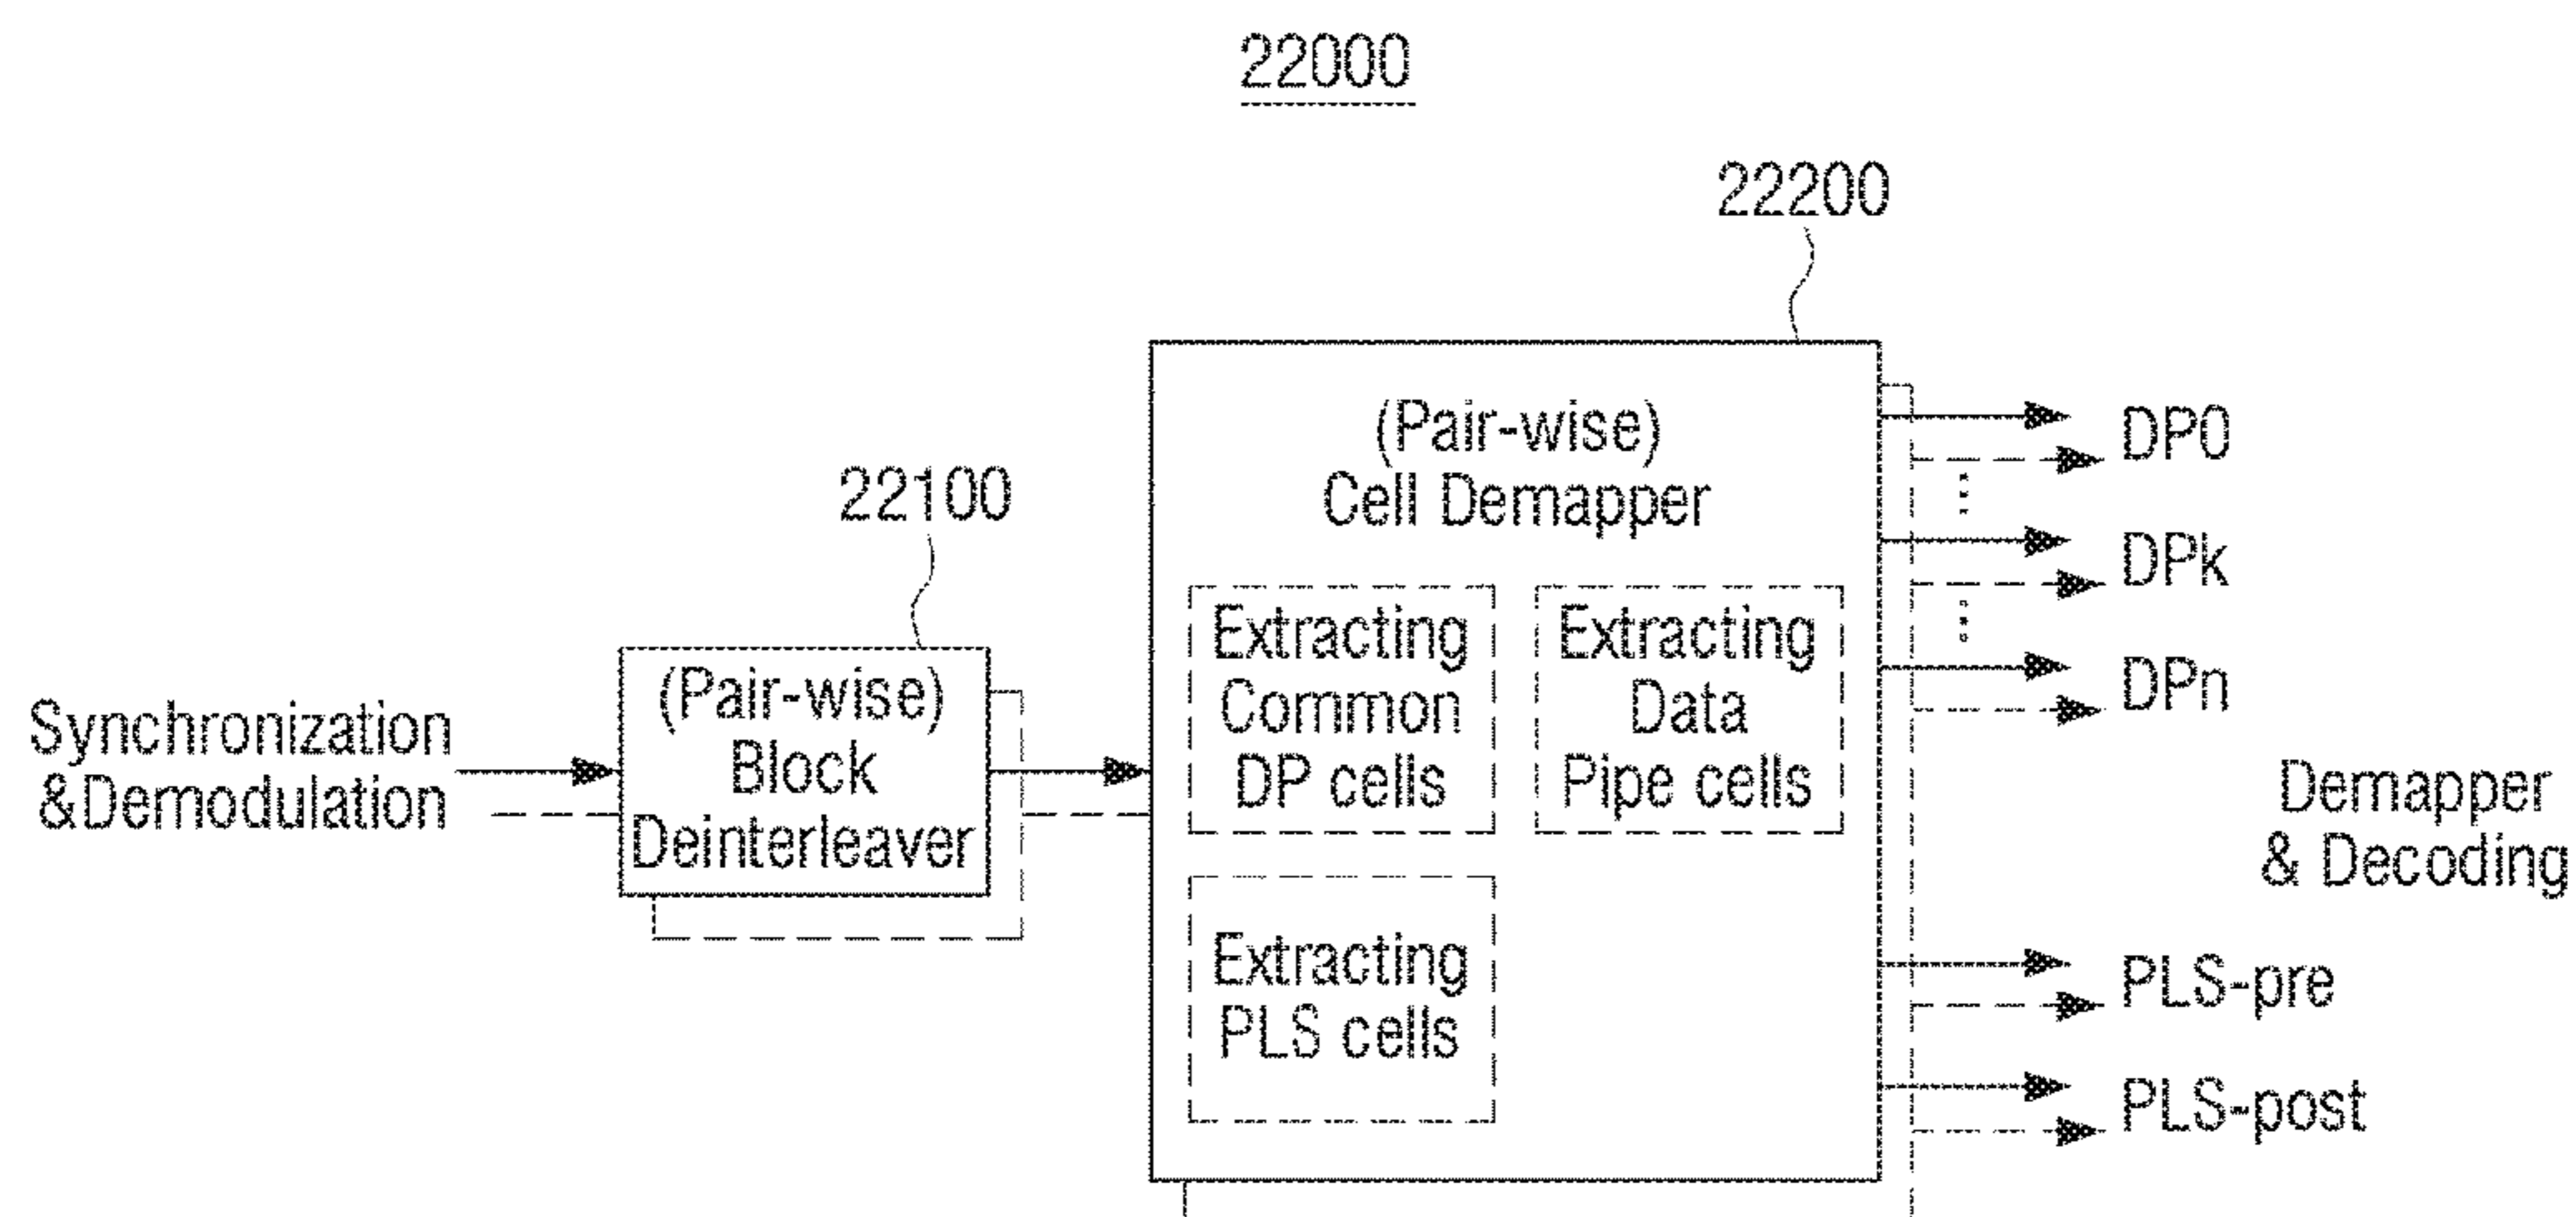 22000
22200
22100
(Pair-wise)
Cell Demapper
Extracting
Common
DP cells
Extracting
Data
Pipe cells
Extracting
PLS cells
(Pair-wise)
Block
Deinterleaver
Synchronization
&Demodulation
DP0
DPk
DPn
Demapper
& Decoding
PLS-pre
PLS-post